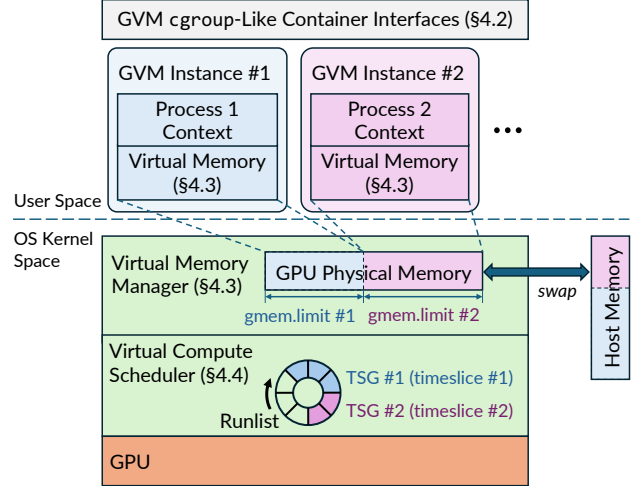 GVM cgroup-Like Container Interfaces (§4.2)
GVM Instance #1
Process 1
Context
Virtual Memory
(§4.3)
GVM Instance #2
Process 2
Context
Virtual Memory
(§4.3)
...
User Space
OS Kernel
Space
Virtual Memory
Manager (§4.3)
GPU Physical Memory
gmem.limit #1
gmem.limit #2
swap
Host Memory
Virtual Compute
Scheduler (§4.4)
Runlist
TSG #1 (timeslice #1)
TSG #2 (timeslice #2)
GPU